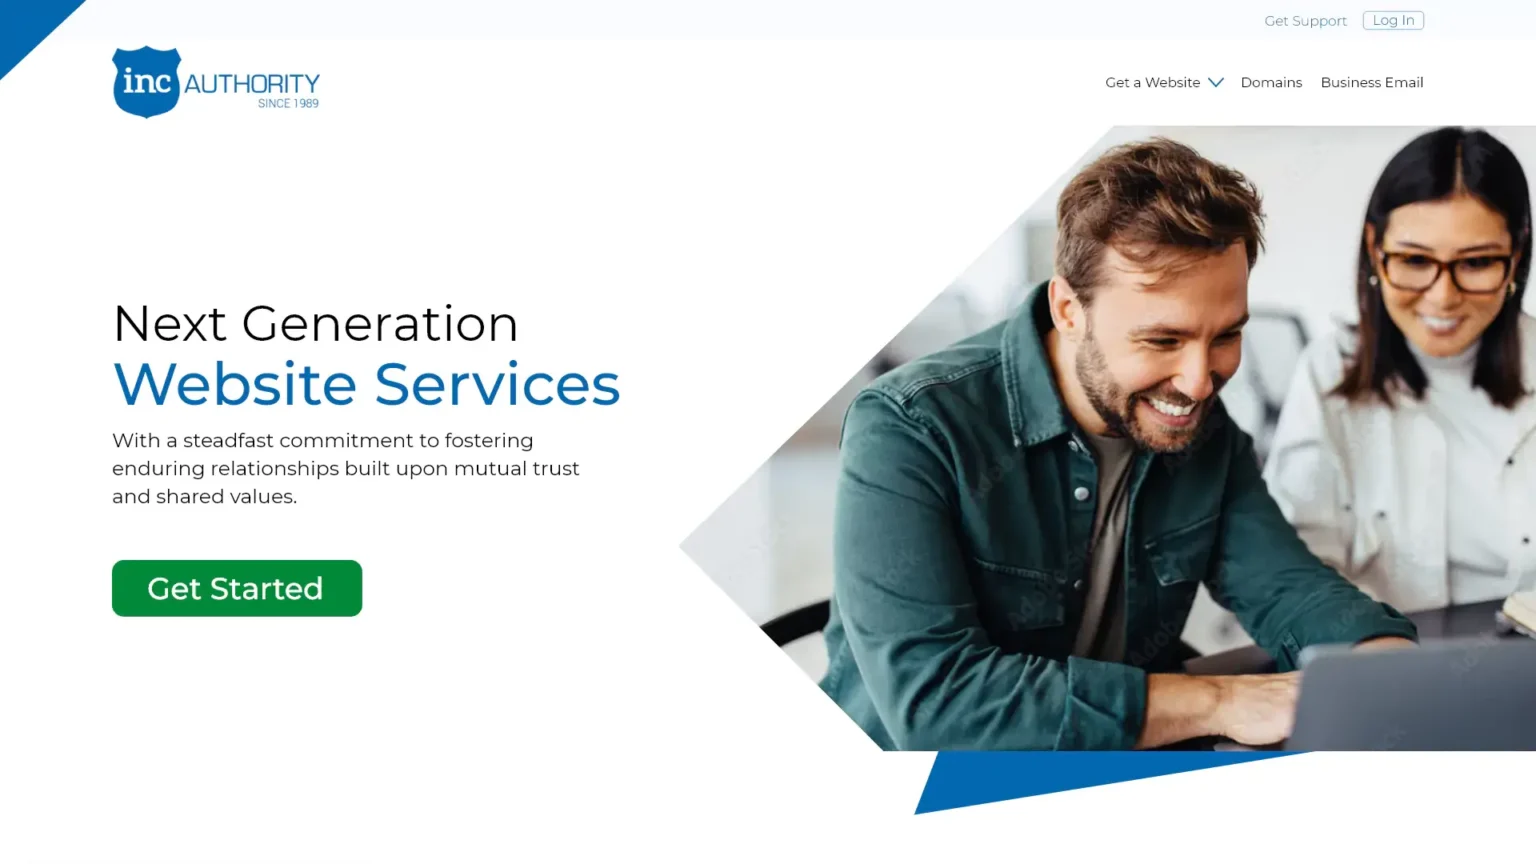 Get Support
Log In
inc AUTHORITY
SINCE 1989
Get a Website
Domains
Business Email
Next Generation
Website Services
With a steadfast commitment to fostering
enduring relationships built upon mutual trust
and shared values.
Get Started